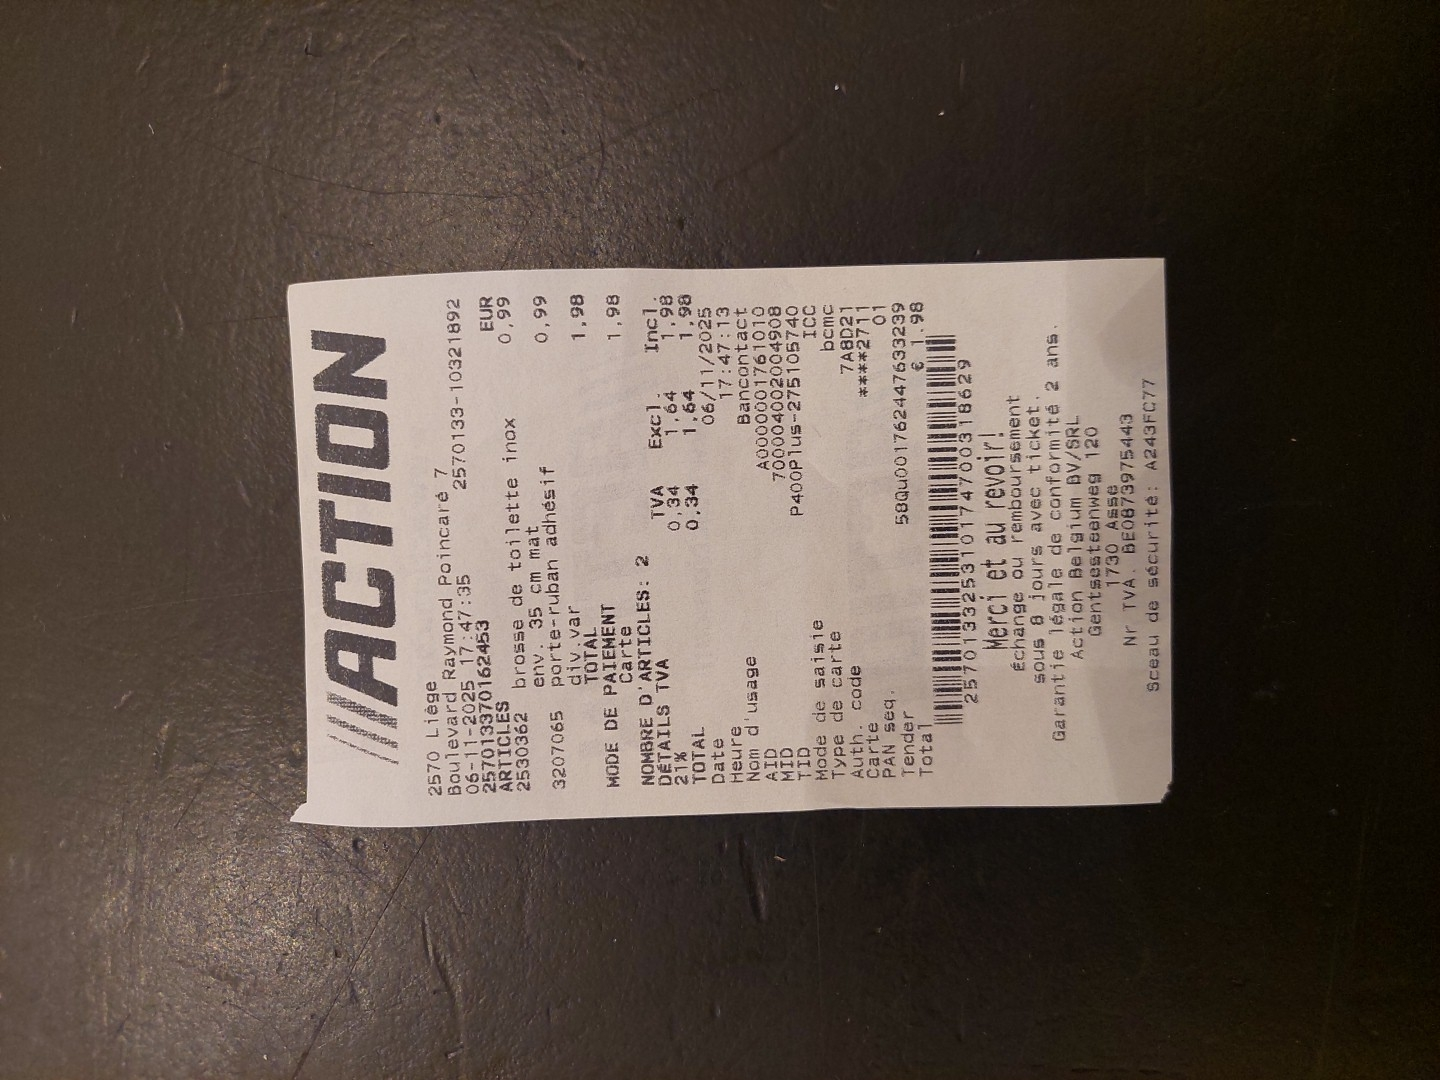 ///ACTION
2570 Liège
Boulevard Raymond Poincaré 7
06-11-2025 17:47:35 2570133-10321892
2570133701624​53
ARTICLES EUR
2530362 brosse de toilette inox 0,99
env. 35 cm mat
3207065 porte-ruban adhésif 0,99
div.var
TOTAL 1,98
MODE DE PAIEMENT
Carte 1,98
NOMBRE D'ARTICLES: 2
DÉTAILS TVA TVA Excl. Incl.
21% 0,34 1,64 1,98
TOTAL 0,34 1,64 1,98
Date 06/11/2025
Heure 17:47:13
Nom d'usage Bancontact
AID A0000001761010
MID 7000040020​04908
TID P400Plus-275105740
Mode de saisie ICC
Type de carte bcmc
Auth. code 7A8D21
Carte ****2711
PAN seq. 01
Tender 58Qu001762447633239
Total € 1.98
2570133253101747003​18629
Merci et au revoir!
Échange ou remboursement
sous 8 jours avec ticket.
Garantie légale de conformité 2 ans.
Action Belgium BV/SRL
Gentsesteenweg 120
1730 Asse
Nr TVA. BE0873975443
Sceau de sécurité: A243FC77